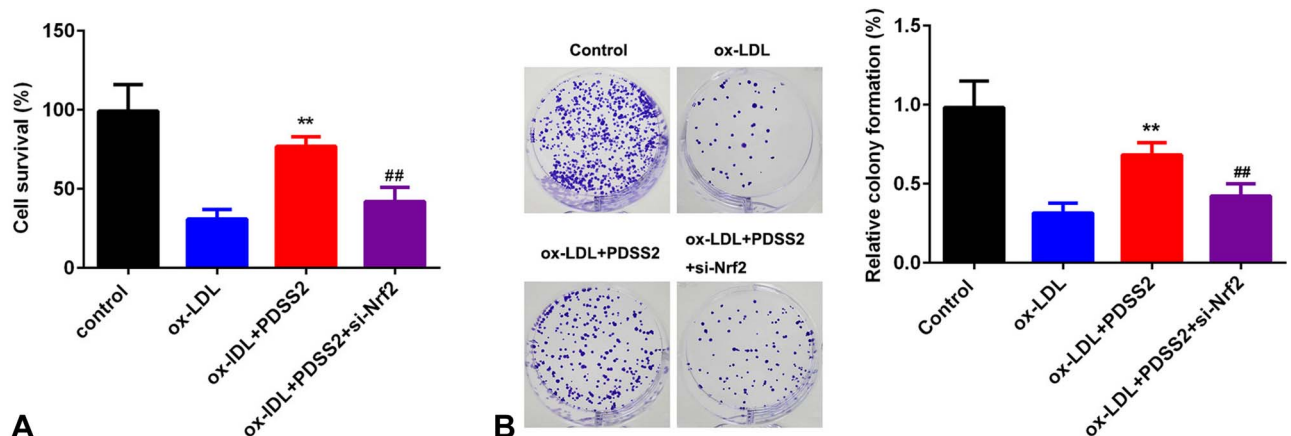 Cell survival (%)
150
100
50
0
**
##
control
ox-LDL
ox-lDL+PDSS2
ox-lDL+PDSS2+si-Nrf2
A
Control
ox-LDL
ox-LDL+PDSS2
ox-LDL+PDSS2
+si-Nrf2
B
Relative colony formation (%)
1.5
1.0
0.5
0.0
**
##
Control
ox-LDL
ox-LDL+PDSS2
ox-LDL+PDSS2+si-Nrf2